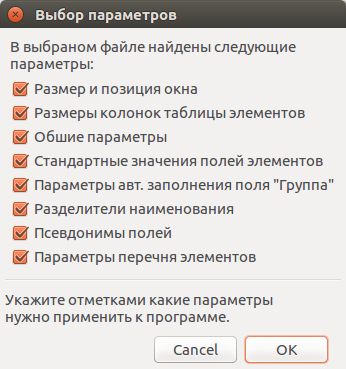 Выбор параметров
В выбраном файле найдены следующие
параметры:
Размер и позиция окна
Размеры колонок таблицы элементов
Обшие параметры
Стандартные значения полей элементов
Параметры авт. заполнения поля "Группа"
Разделители наименования
Псевдонимы полей
Параметры перечня элементов
Укажите отметками какие параметры
нужно применить к программе.
Cancel OK